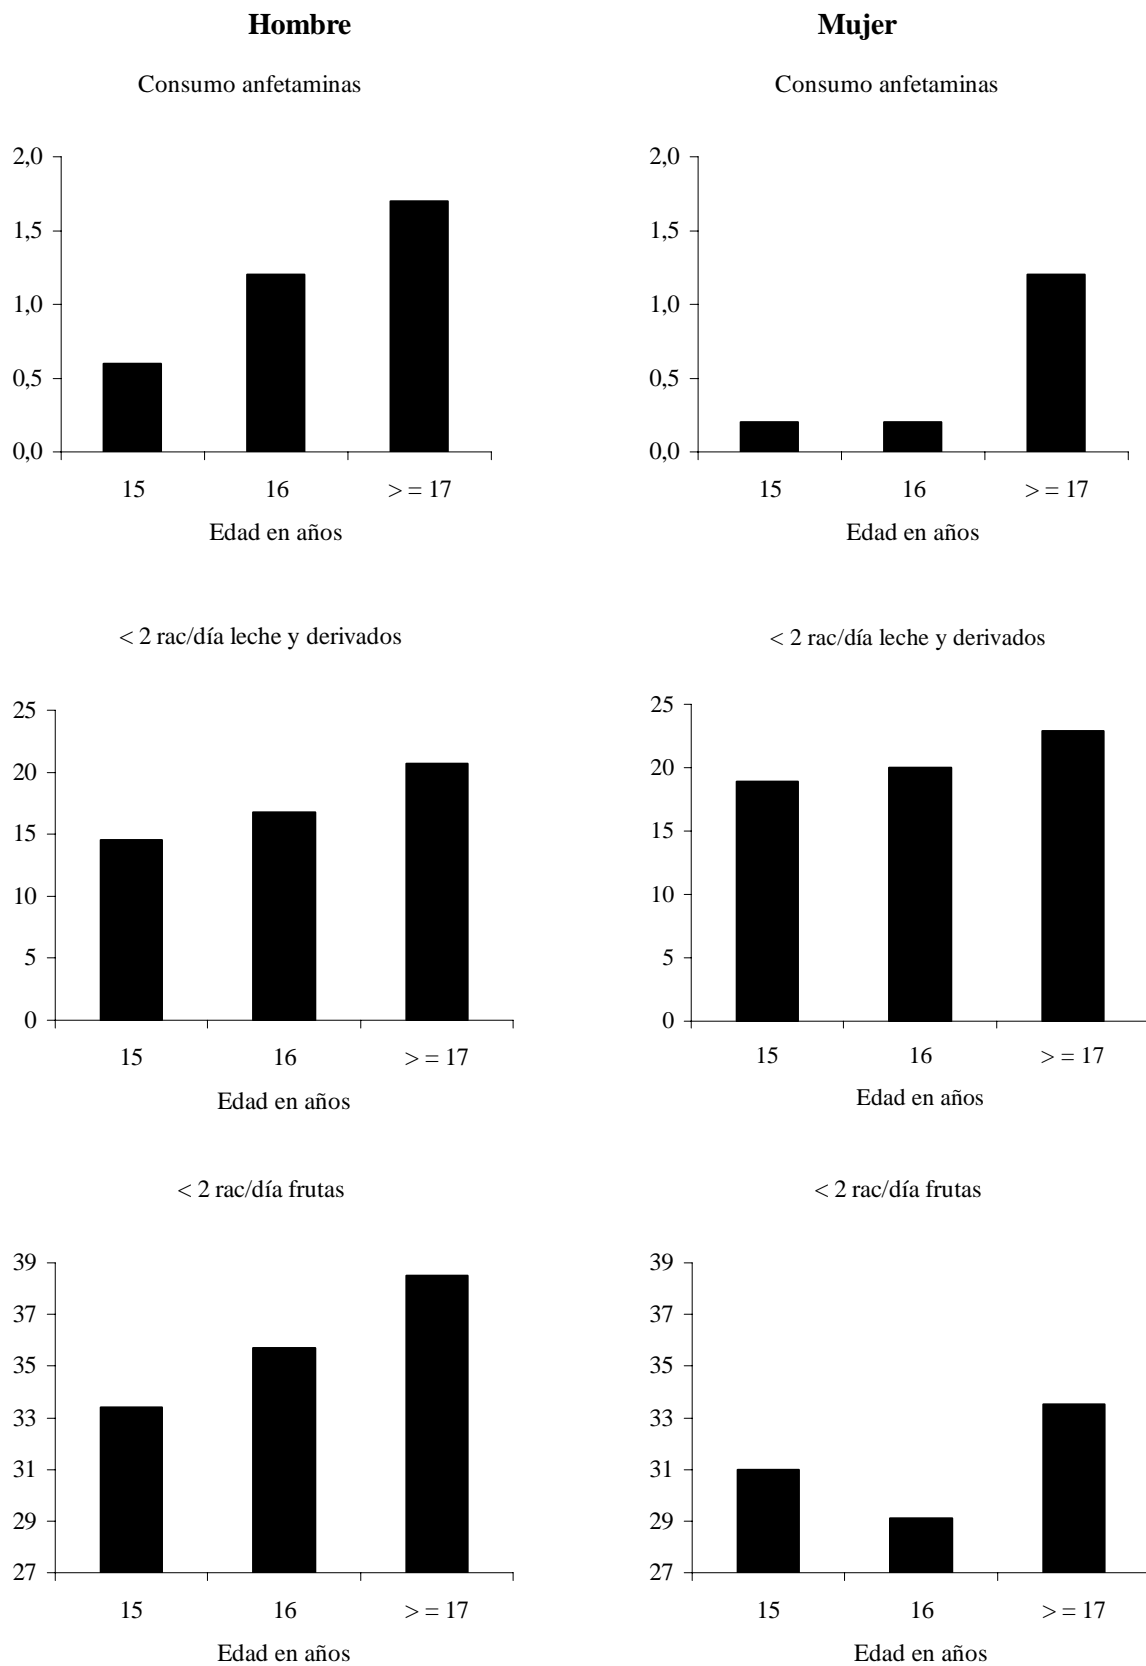 Hombre
Mujer
Consumo anfetaminas
2,0
1,5
1,0
0,5
0,0
15 16 > = 17
Edad en años
Consumo anfetaminas
2,0
1,5
1,0
0,5
0,0
15 16 > = 17
Edad en años
< 2 rac/día leche y derivados
25
20
15
10
5
0
15 16 > = 17
Edad en años
< 2 rac/día leche y derivados
25
20
15
10
5
0
15 16 > = 17
Edad en años
< 2 rac/día frutas
39
37
35
33
31
29
27
15 16 > = 17
Edad en años
< 2 rac/día frutas
39
37
35
33
31
29
27
15 16 > = 17
Edad en años